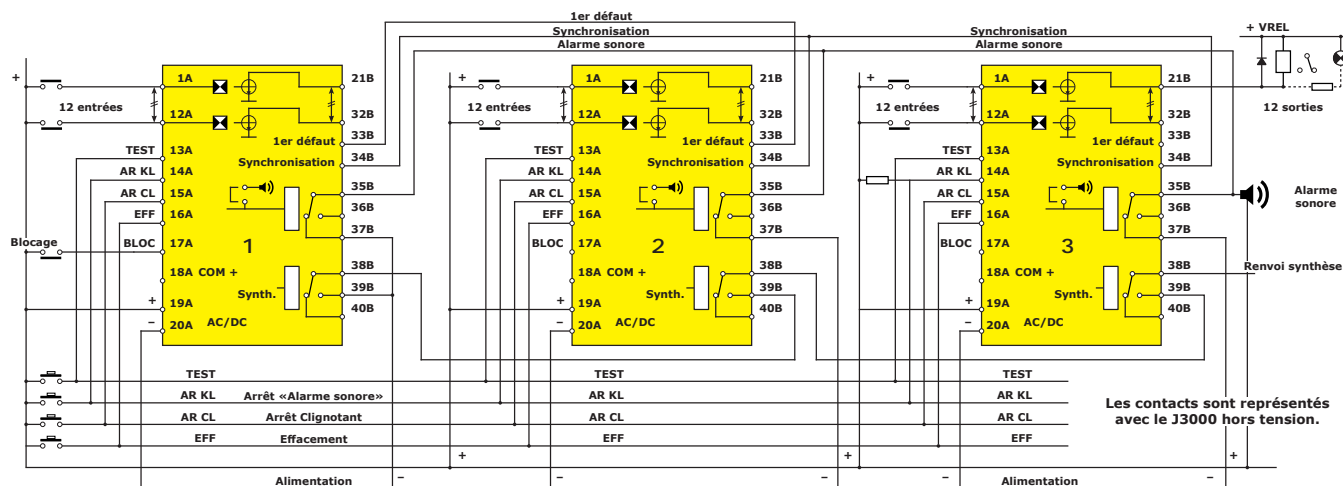 1er défaut
Synchronisation
Alarme sonore
Synchronisation
Alarme sonore
+ VREL
+
1A
21B
12 entrées
12A
32B
33B
1er défaut
TEST
13A
34B
Synchronisation
AR KL
14A
AR CL
15A
35B
EFF
16A
36B
37B
Blocage
BLOC
17A
1
18A
COM +
38B
Synth.
39B
+
19A
40B
–
20A
AC/DC
+
1A
21B
12 entrées
12A
32B
33B
1er défaut
TEST
13A
34B
Synchronisation
AR KL
14A
AR CL
15A
35B
EFF
16A
36B
37B
BLOC
17A
2
18A
COM +
38B
Synth.
39B
+
19A
40B
–
20A
AC/DC
+
1A
21B
12 entrées
12A
32B
12 sorties
33B
1er défaut
TEST
13A
34B
Synchronisation
AR KL
14A
AR CL
15A
35B
Alarme
sonore
EFF
16A
36B
37B
BLOC
17A
3
18A
COM +
38B
Renvoi synthèse
Synth.
39B
+
19A
40B
–
20A
AC/DC
TEST
TEST
TEST
AR KL
Arrêt «Alarme sonore»
AR KL
AR KL
AR CL
Arrêt Clignotant
AR CL
AR CL
EFF
Effacement
EFF
EFF
Les contacts sont représentés
avec le J3000 hors tension.
+
+
+
Alimentation
–
–
–
–
Alimentation
–